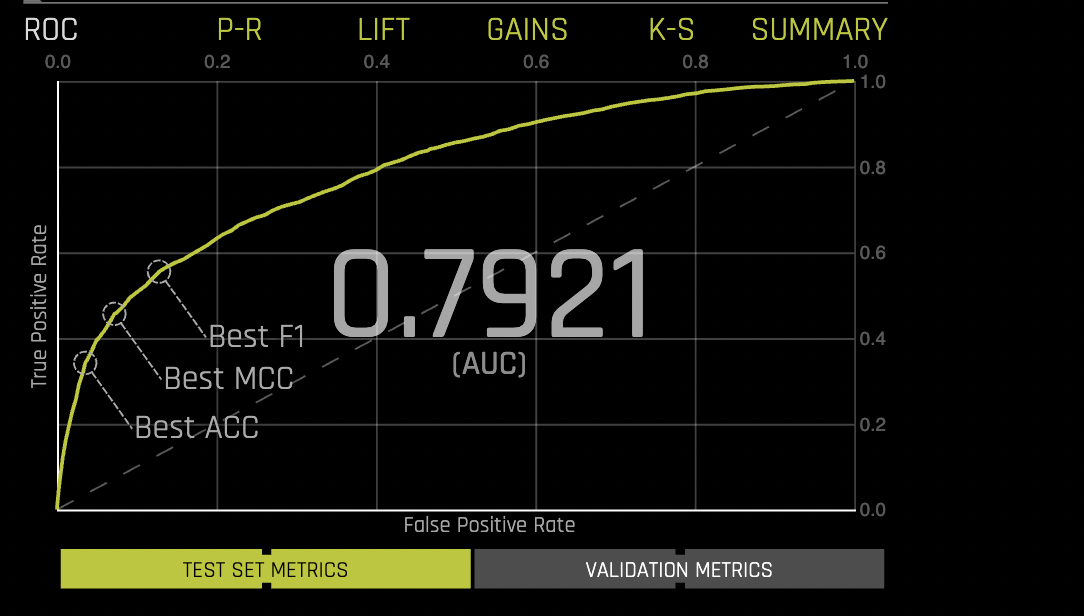 ROC P-R LIFT GAINS K-S SUMMARY
0.0 0.2 0.4 0.6 0.8 1.0
1.0
0.8
0.6
0.4
0.2
0.0
True Positive Rate
0.7921
(AUC)
Best F1
Best MCC
Best ACC
False Positive Rate
TEST SET METRICS VALIDATION METRICS